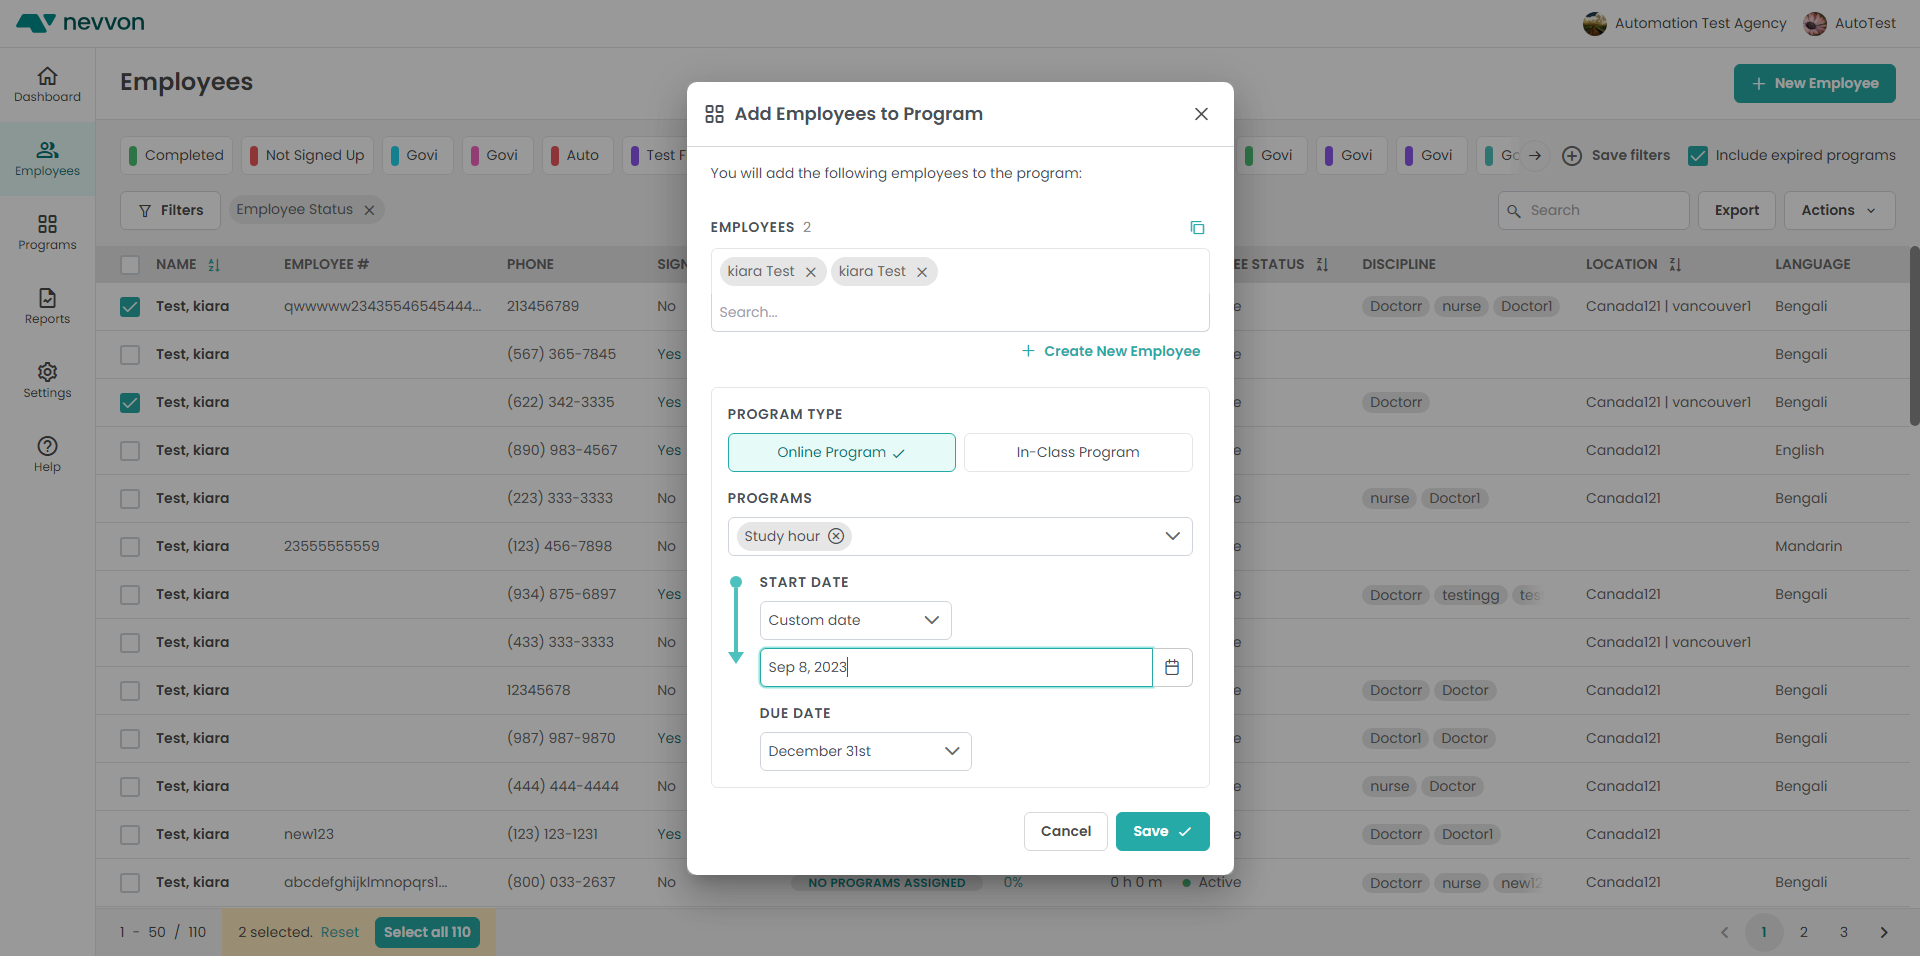 nevvon
Automation Test Agency
AutoTest
Dashboard
Employees
Programs
Reports
Settings
Help
Employees
New Employee
Completed
Not Signed Up
Govi
Govi
Auto
Test F
Govi
Govi
Govi
Save filters
Include expired programs
Filters
Employee Status
Search
Export
Actions
NAME EMPLOYEE # PHONE SIGN EE STATUS DISCIPLINE LOCATION LANGUAGE
Test, kiara qwwwww23435546545444... 213456789 No e Doctorr nurse Doctor1 Canada121 | vancouver1 Bengali
Test, kiara (567) 365-7845 Yes e Bengali
Test, kiara (622) 342-3335 Yes e Doctorr Canada121 | vancouver1 Bengali
Test, kiara (890) 983-4567 Yes e Canada121 English
Test, kiara (223) 333-3333 No e nurse Doctor1 Canada121 Bengali
Test, kiara 23555555559 (123) 456-7898 No e Mandarin
Test, kiara (934) 875-6897 Yes e Doctorr testingg tes Canada121 Bengali
Test, kiara (433) 333-3333 No e Canada121 | vancouver1
Test, kiara 12345678 No e Doctorr Doctor Canada121 Bengali
Test, kiara (987) 987-9870 Yes e Doctor1 Doctor Canada121 Bengali
Test, kiara (444) 444-4444 No e nurse Doctor Canada121 Bengali
Test, kiara new123 (123) 123-1231 Yes e Doctorr Doctor1 Canada121
Test, kiara abcdefghijklmnopqrs1... (800) 033-2637 No NO PROGRAMS ASSIGNED 0% 0 h 0 m Active Doctorr nurse new12 Canada121 Bengali
1 - 50 / 110
2 selected. Reset
Select all 110
1 2 3
Add Employees to Program
You will add the following employees to the program:
EMPLOYEES 2
kiara Test
kiara Test
Search...
Create New Employee
PROGRAM TYPE
Online Program
In-Class Program
PROGRAMS
Study hour
START DATE
Custom date
Sep 8, 2023
DUE DATE
December 31st
Cancel
Save